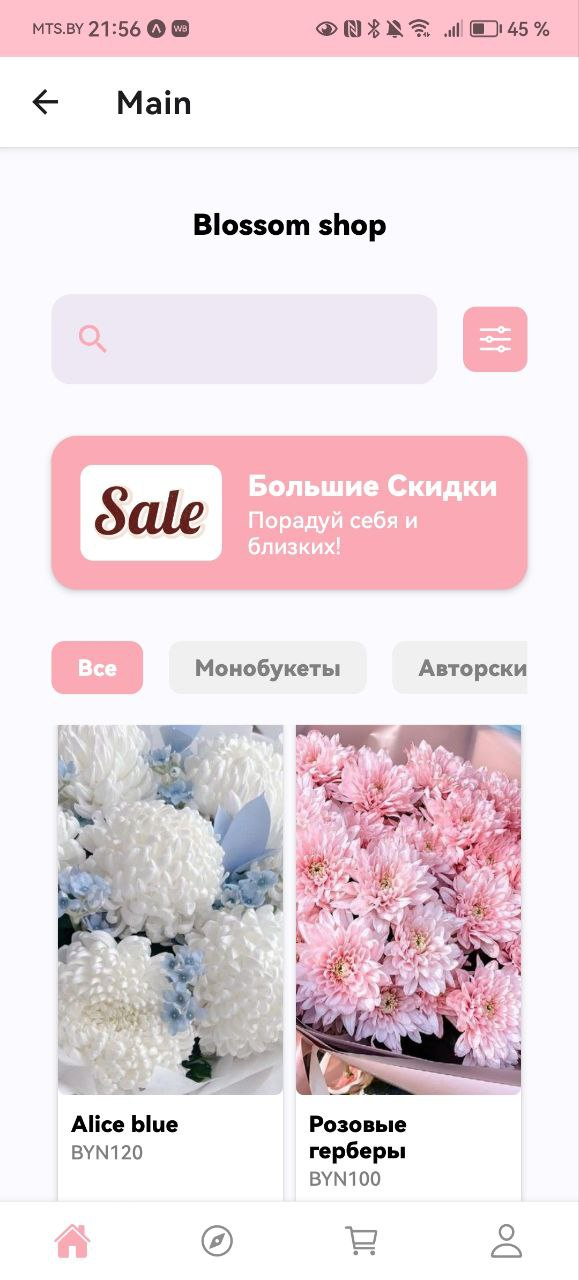 MTS.BY 21:56 WB 45 %
Main
Blossom shop
Sale
Большие Скидки
Порадуй себя и
близких!
Все Монобукеты Авторски
Alice blue
BYN120
Розовые
герберы
BYN100